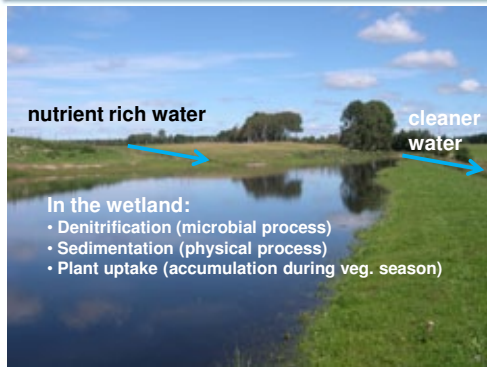 nutrient rich water
cleaner
water
In the wetland:
• Denitrification (microbial process)
• Sedimentation (physical process)
• Plant uptake (accumulation during veg. season)